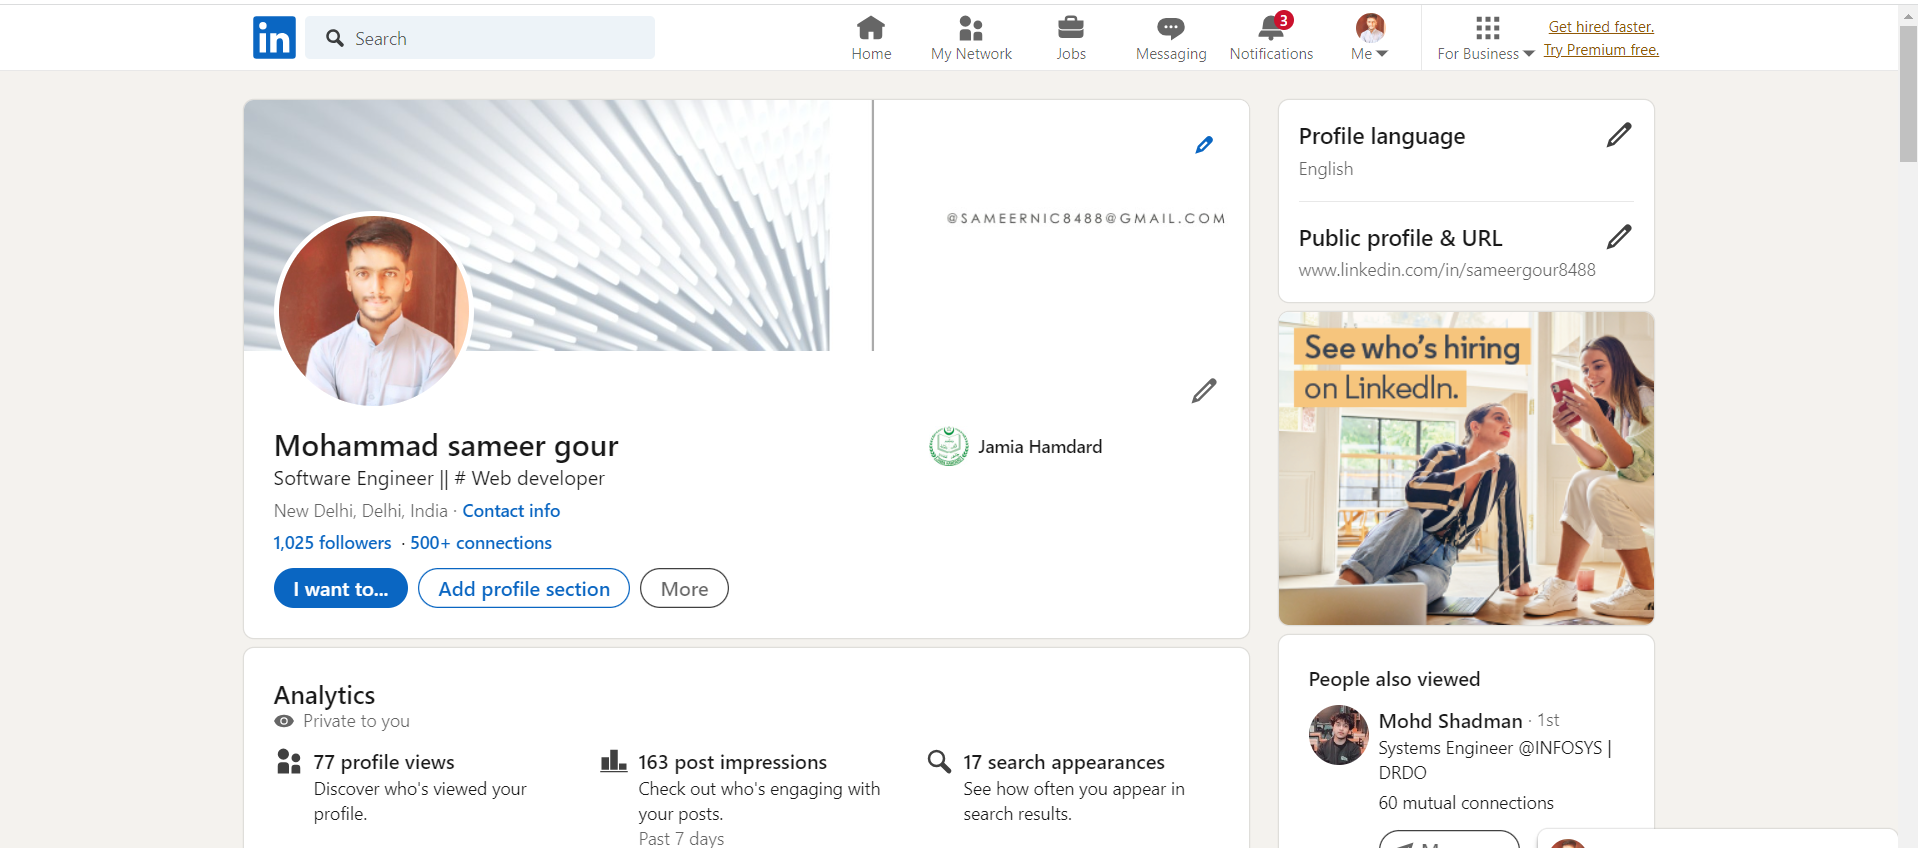 in
Search
Home
My Network
Jobs
Messaging
3
Notifications
Me
For Business
Get hired faster.
Try Premium free.
@SAMEERNIC8488@GMAIL.COM
Mohammad sameer gour
Software Engineer || # Web developer
New Delhi, Delhi, India · Contact info
1,025 followers · 500+ connections
I want to...
Add profile section
More
Jamia Hamdard
Analytics
Private to you
77 profile views
Discover who's viewed your
profile.
163 post impressions
Check out who's engaging with
your posts.
Past 7 days
17 search appearances
See how often you appear in
search results.
Profile language
English
Public profile & URL
www.linkedin.com/in/sameergour8488
See who's hiring
on LinkedIn.
People also viewed
Mohd Shadman · 1st
Systems Engineer @INFOSYS |
DRDO
60 mutual connections